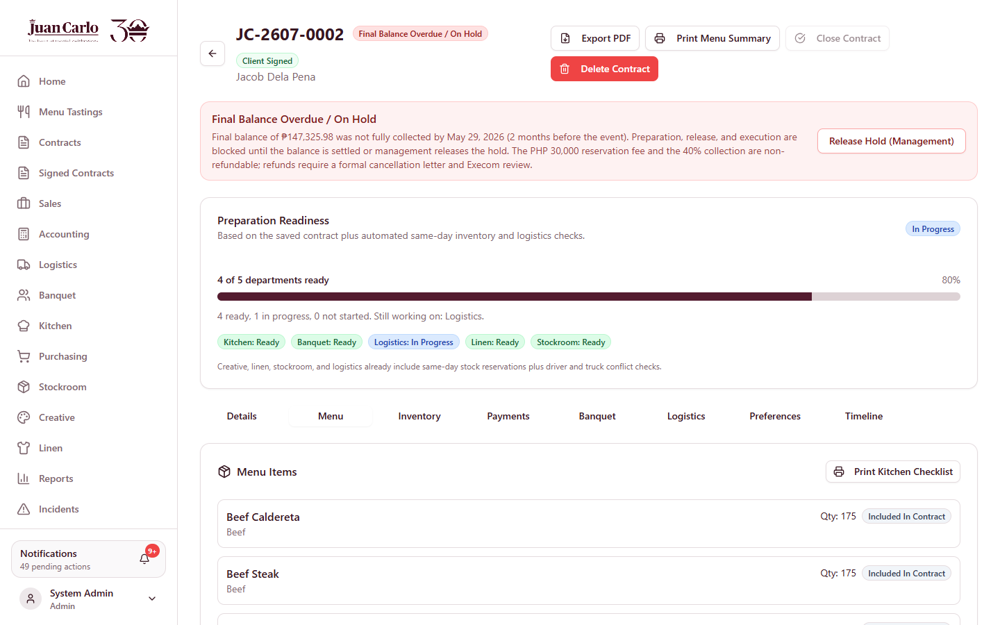 Juan Carlo 30
Home
Menu Tastings
Contracts
Signed Contracts
Sales
Accounting
Logistics
Banquet
Kitchen
Purchasing
Stockroom
Creative
Linen
Reports
Incidents
Notifications
49 pending actions
9+
System Admin
Admin
JC-2607-0002
Final Balance Overdue / On Hold
Client Signed
Jacob Dela Pena
Export PDF
Print Menu Summary
Close Contract
Delete Contract
Final Balance Overdue / On Hold
Final balance of ₱147,325.98 was not fully collected by May 29, 2026 (2 months before the event). Preparation, release, and execution are
blocked until the balance is settled or management releases the hold. The PHP 30,000 reservation fee and the 40% collection are non-
refundable; refunds require a formal cancellation letter and Execom review.
Release Hold (Management)
Preparation Readiness
Based on the saved contract plus automated same-day inventory and logistics checks.
In Progress
4 of 5 departments ready
80%
4 ready, 1 in progress, 0 not started. Still working on: Logistics.
Kitchen: Ready
Banquet: Ready
Logistics: In Progress
Linen: Ready
Stockroom: Ready
Creative, linen, stockroom, and logistics already include same-day stock reservations plus driver and truck conflict checks.
Details
Menu
Inventory
Payments
Banquet
Logistics
Preferences
Timeline
Menu Items
Print Kitchen Checklist
Beef Caldereta
Beef
Qty: 175
Included In Contract
Beef Steak
Beef
Qty: 175
Included In Contract